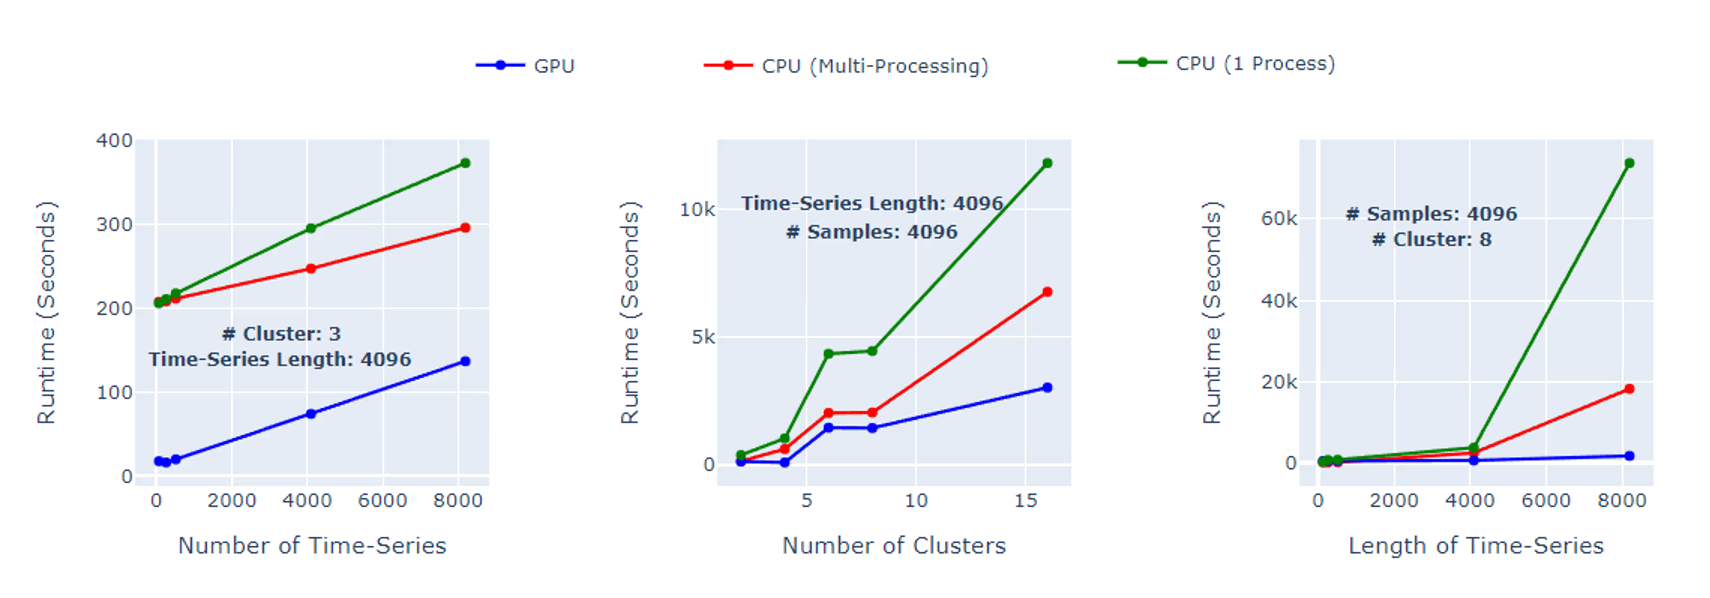 GPU
CPU (Multi-Processing)
CPU (1 Process)
400
300
200
100
0
Runtime (Seconds)
# Cluster: 3
Time-Series Length: 4096
0
2000
4000
6000
8000
Number of Time-Series
10k
5k
0
Runtime (Seconds)
Time-Series Length: 4096
# Samples: 4096
5
10
15
Number of Clusters
60k
40k
20k
0
Runtime (Seconds)
# Samples: 4096
# Cluster: 8
0
2000
4000
6000
8000
Length of Time-Series